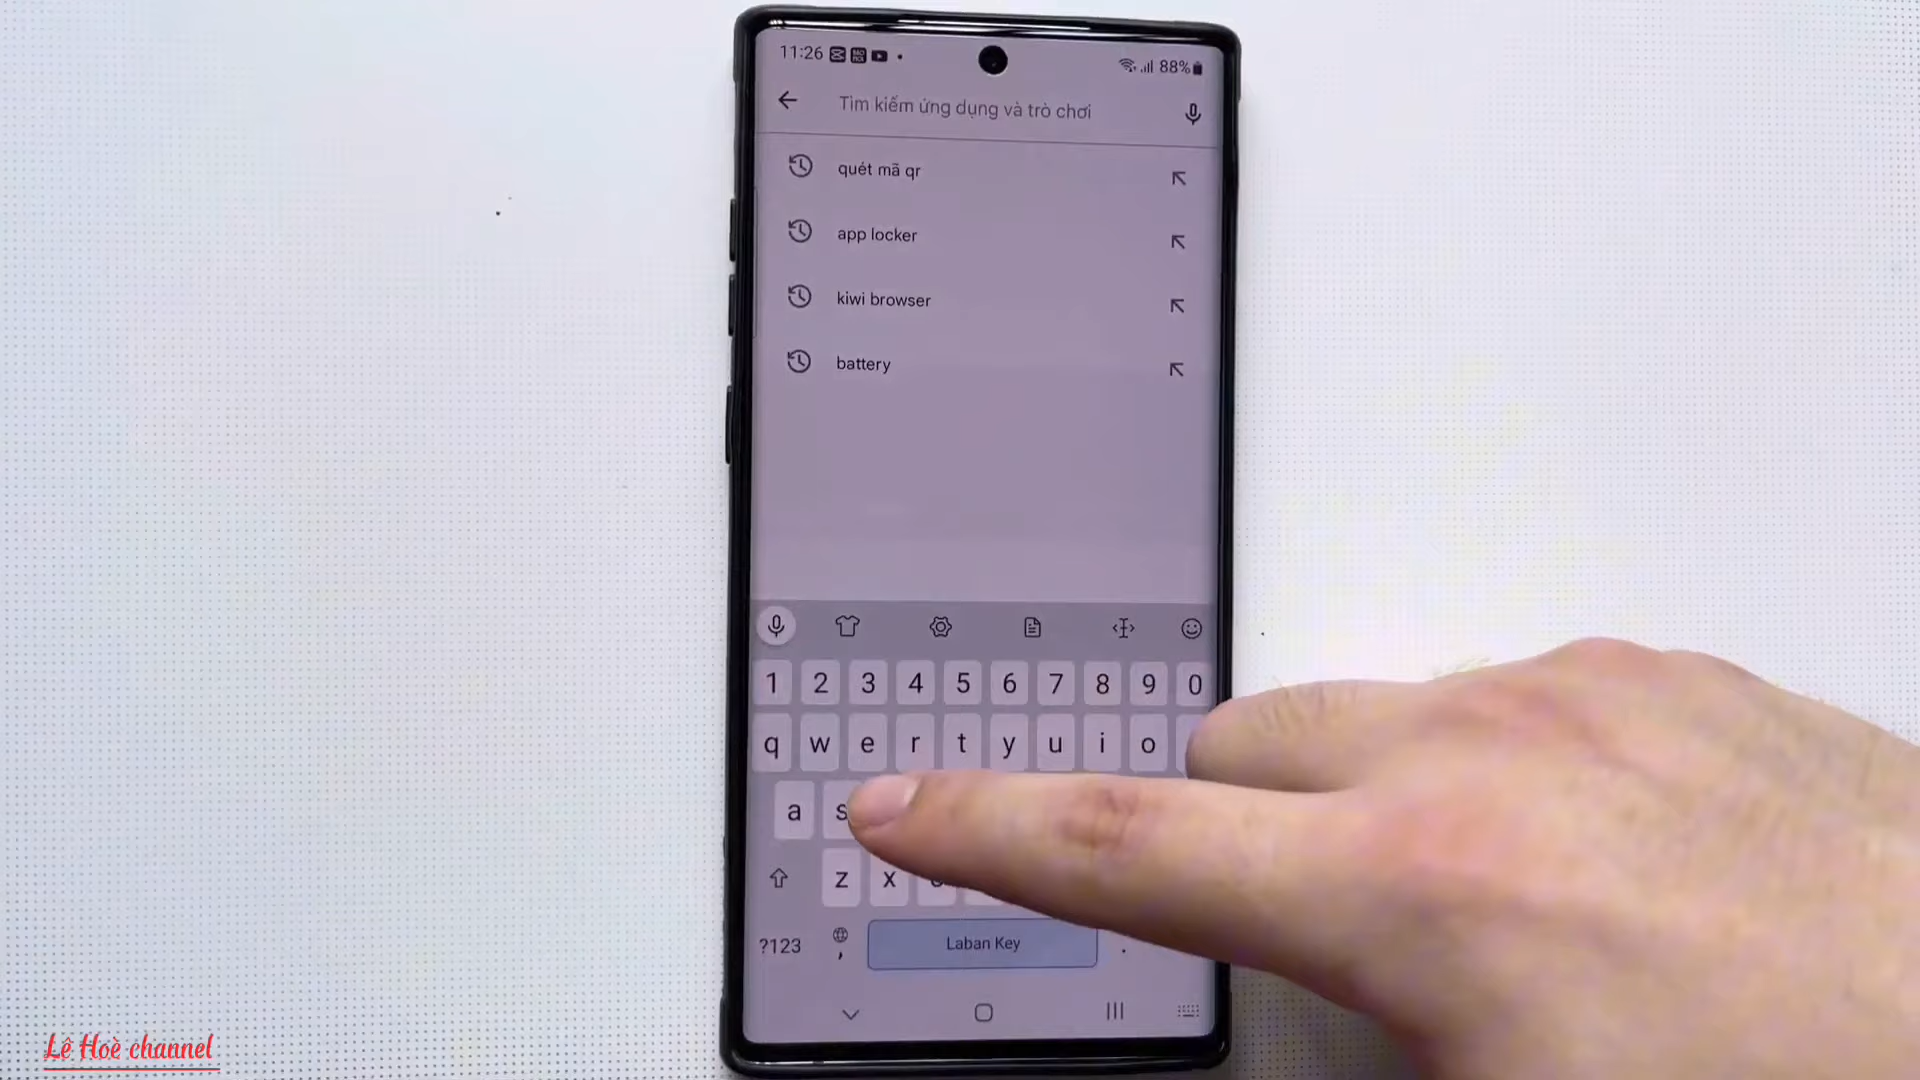 11:26
88%
Tìm kiếm ứng dụng và trò chơi
quét mã qr
app locker
kiwi browser
battery
1 2 3 4 5 6 7 8 9 0
q w e r t y u i o
a s
z x
?123 , Laban Key .
Lê Hoè channel